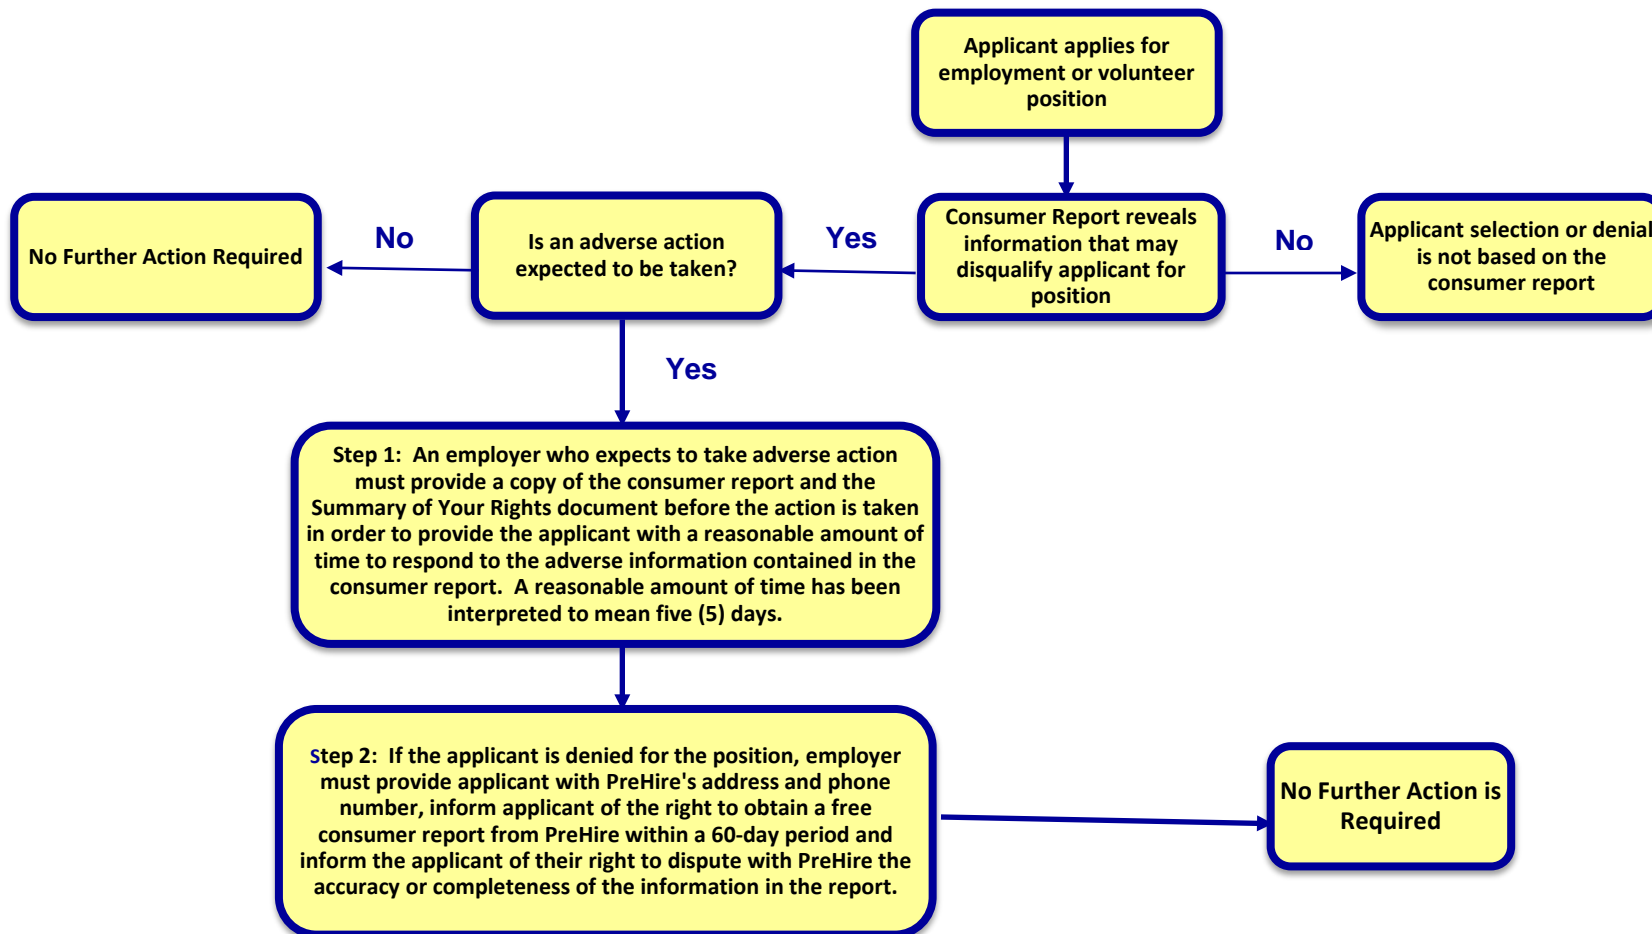 Applicant applies for
employment or volunteer
position
No Further Action Required
No
Is an adverse action
expected to be taken?
Yes
Consumer Report reveals
information that may
disqualify applicant for
position
No
Applicant selection or denial
is not based on the
consumer report
Yes
Step 1:  An employer who expects to take adverse action
must provide a copy of the consumer report and the
Summary of Your Rights document before the action is taken
in order to provide the applicant with a reasonable amount of
time to respond to the adverse information contained in the
consumer report.  A reasonable amount of time has been
interpreted to mean five (5) days.
Step 2:  If the applicant is denied for the position, employer
must provide applicant with PreHire's address and phone
number, inform applicant of the right to obtain a free
consumer report from PreHire within a 60-day period and
inform the applicant of their right to dispute with PreHire the
accuracy or completeness of the information in the report.
No Further Action is
Required